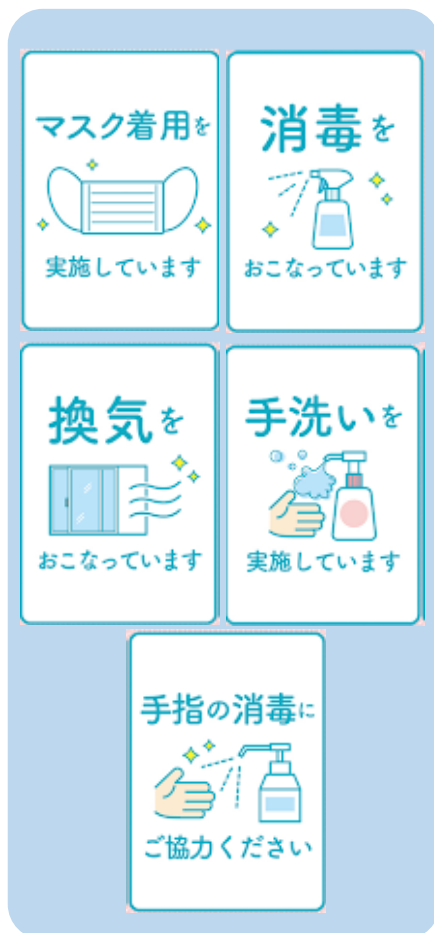 マスク着用を
実施しています
消毒を
おこなっています
換気を
おこなっています
手洗いを
実施しています
手指の消毒に
ご協力ください